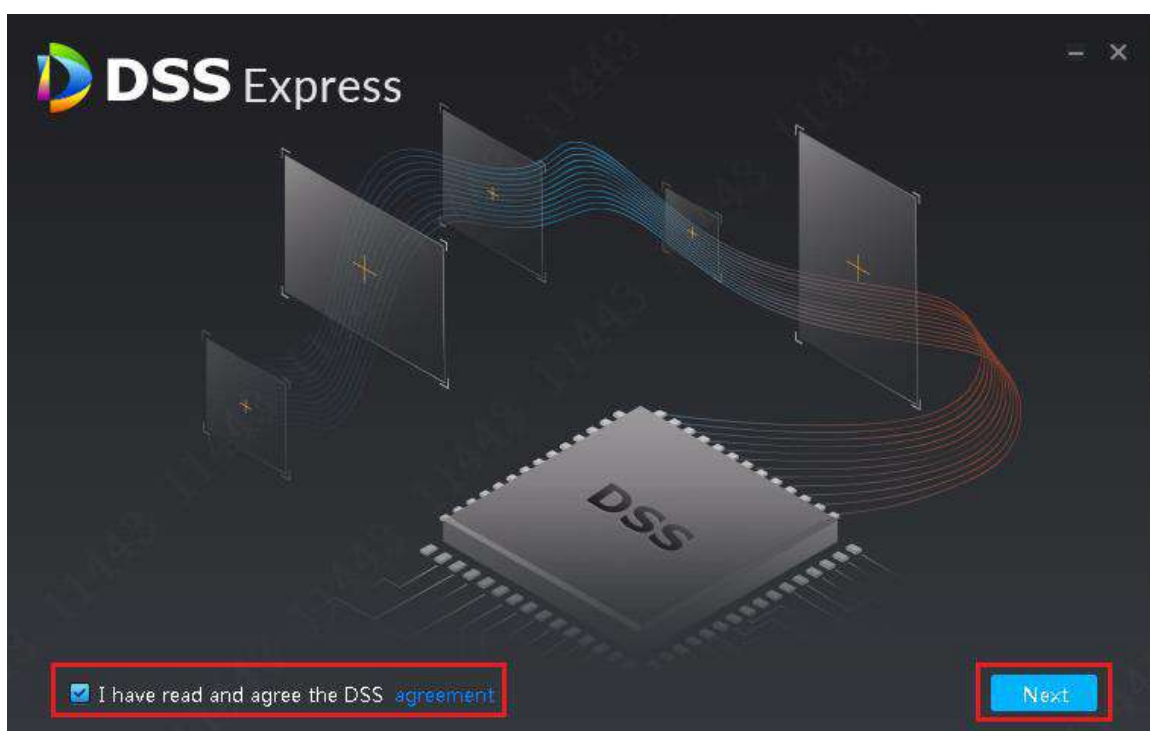 DSS Express
DSS
I have read and agree the DSS agreement
Next